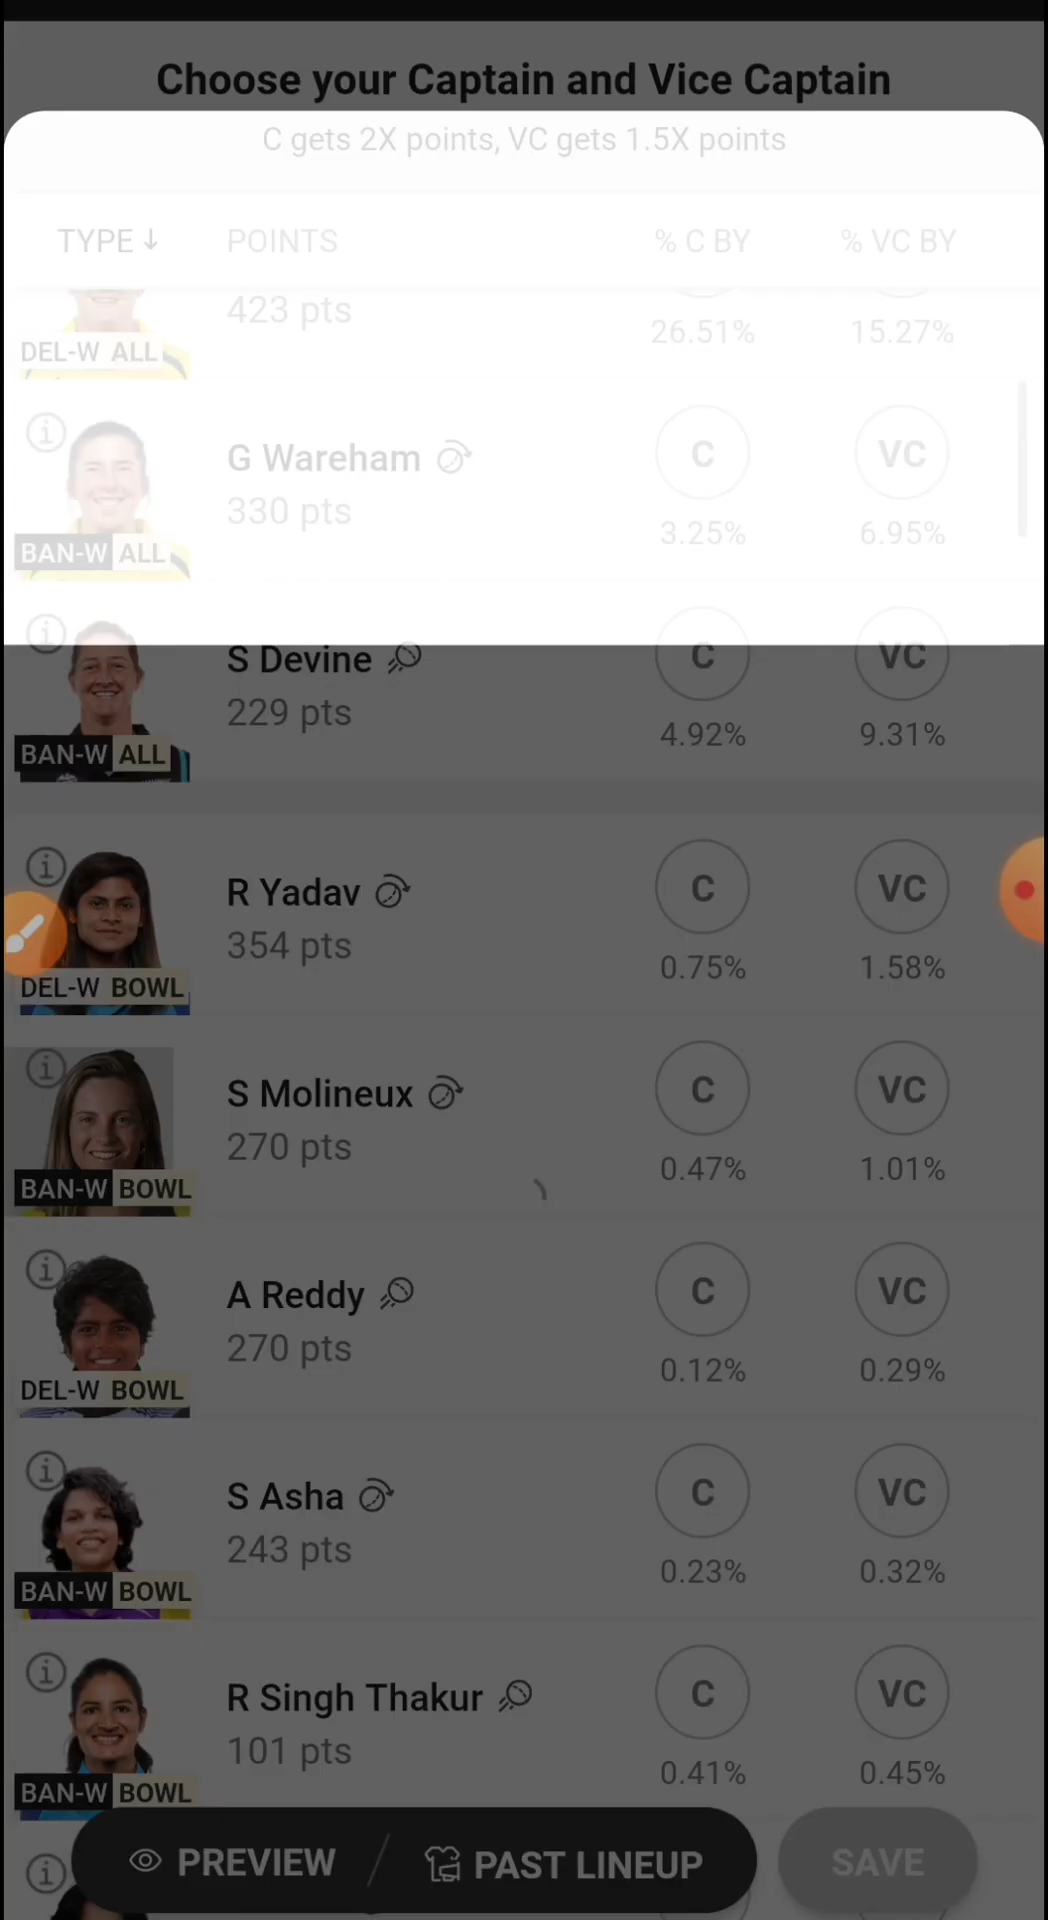 Choose your Captain and Vice Captain
C gets 2X points, VC gets 1.5X points
TYPE ↓ POINTS % C BY % VC BY
423 pts
26.51% 15.27%
DEL-W ALL
G Wareham C VC
330 pts
3.25% 6.95%
BAN-W ALL
S Devine C VC
229 pts
4.92% 9.31%
BAN-W ALL
R Yadav C VC
354 pts
0.75% 1.58%
DEL-W BOWL
S Molineux C VC
270 pts
0.47% 1.01%
BAN-W BOWL
A Reddy C VC
270 pts
0.12% 0.29%
DEL-W BOWL
S Asha C VC
243 pts
0.23% 0.32%
BAN-W BOWL
R Singh Thakur C VC
101 pts
0.41% 0.45%
BAN-W BOWL
PREVIEW / PAST LINEUP SAVE